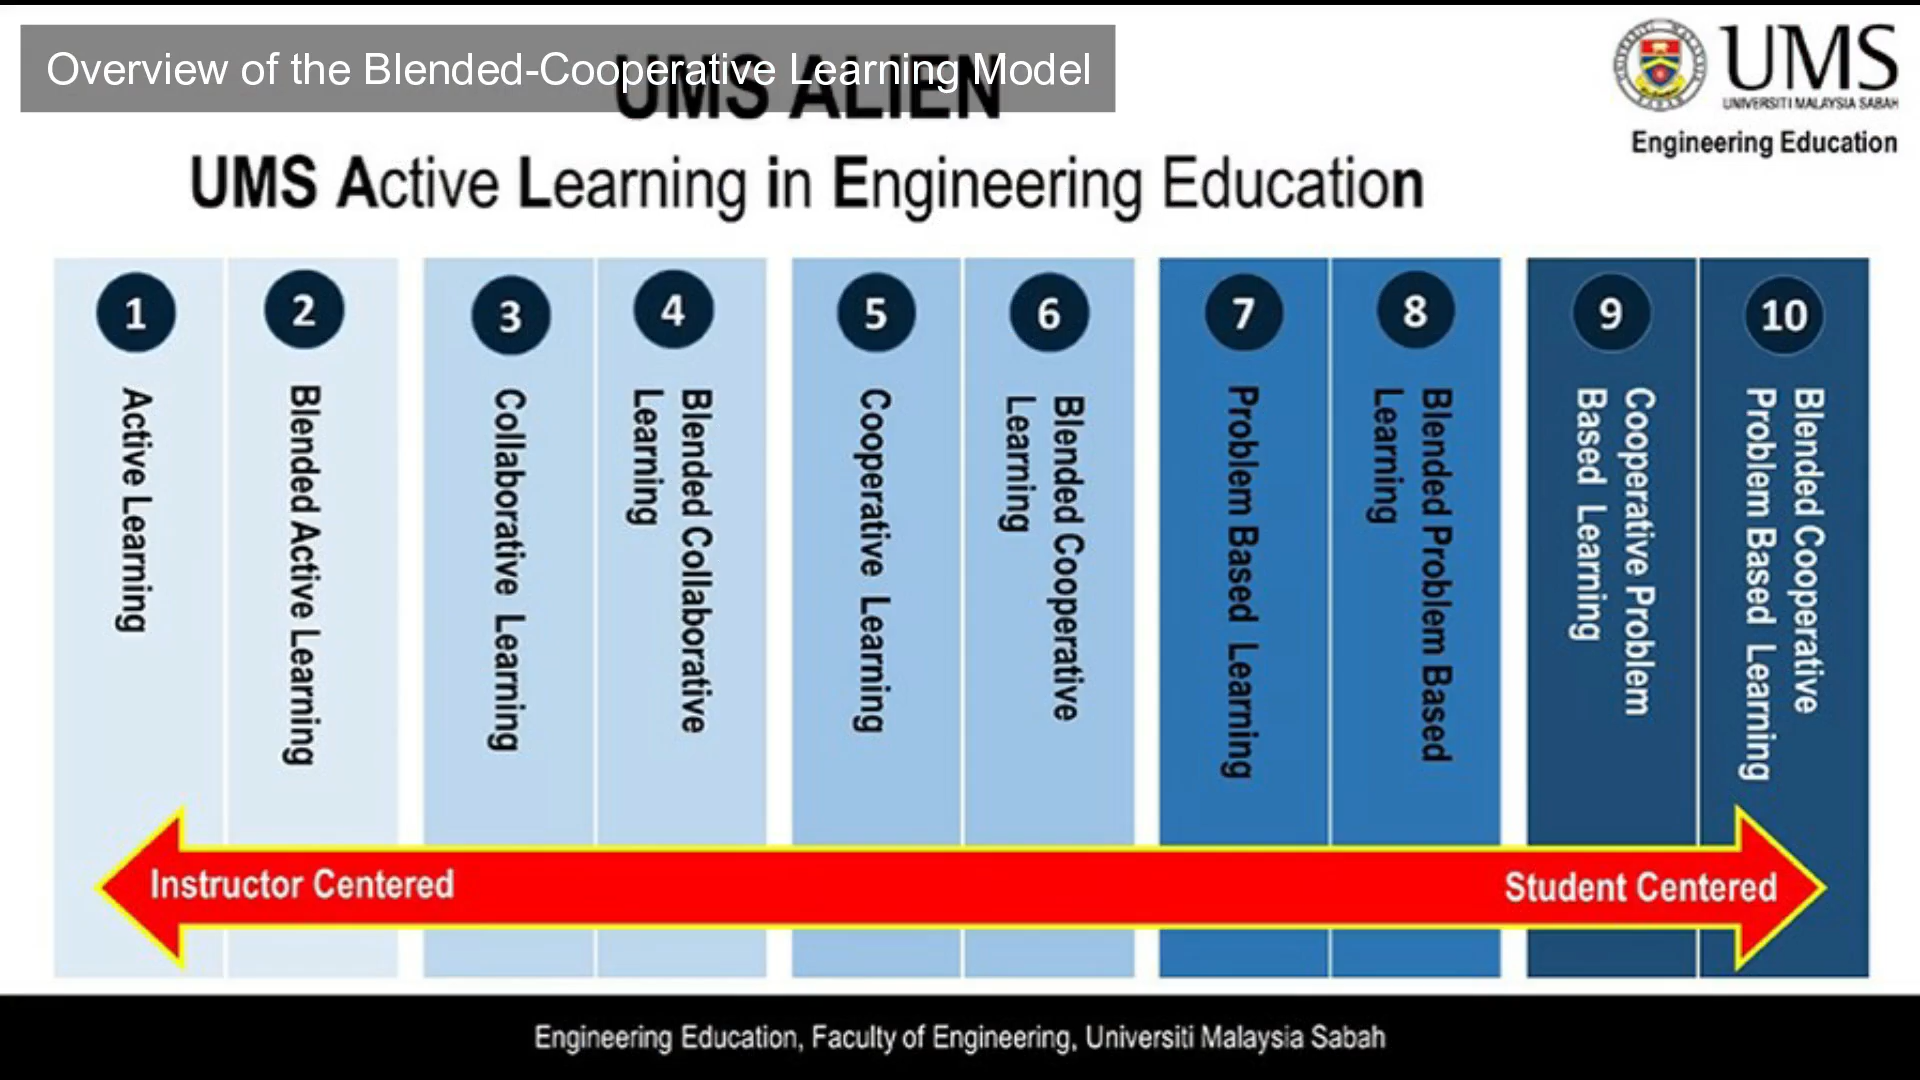 Overview of the Blended-Cooperative Learning Model
UMS ALIEN
UMS Active Learning in Engineering Education
UMS
UNIVERSITI MALAYSIA SABAH
Engineering Education
1
Active Learning
2
Blended Active Learning
3
Collaborative Learning
4
Blended Collaborative
Learning
5
Cooperative Learning
6
Blended Cooperative
Learning
7
Problem Based Learning
8
Blended Problem Based
Learning
9
Cooperative Problem
Based Learning
10
Blended Cooperative
Problem Based Learning
Instructor Centered
Student Centered
Engineering Education, Faculty of Engineering, Universiti Malaysia Sabah